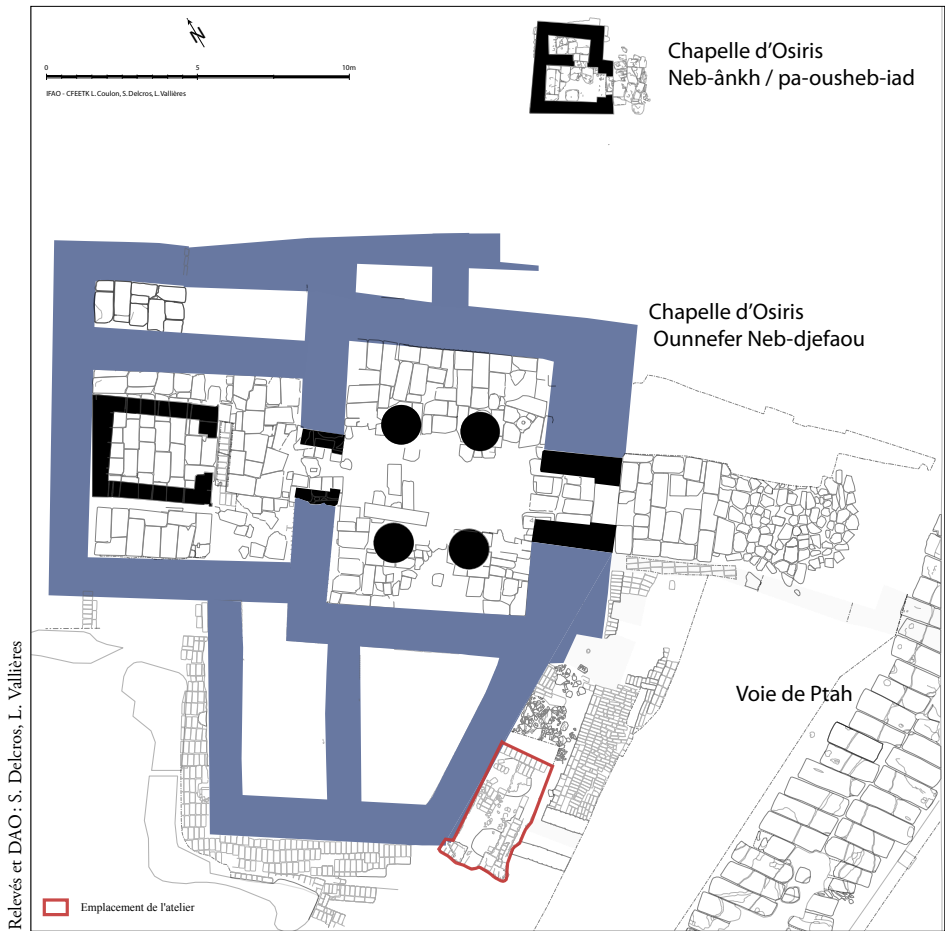 N
0 5 10m
IFAO - CFEETK L. Coulon, S. Delcros, L. Vallières
Chapelle d'Osiris
Neb-ânkh / pa-ousheb-iad
Chapelle d'Osiris
Ounnefer Neb-djefaou
Voie de Ptah
Relevés et DAO : S. Delcros, L. Vallières
Emplacement de l'atelier